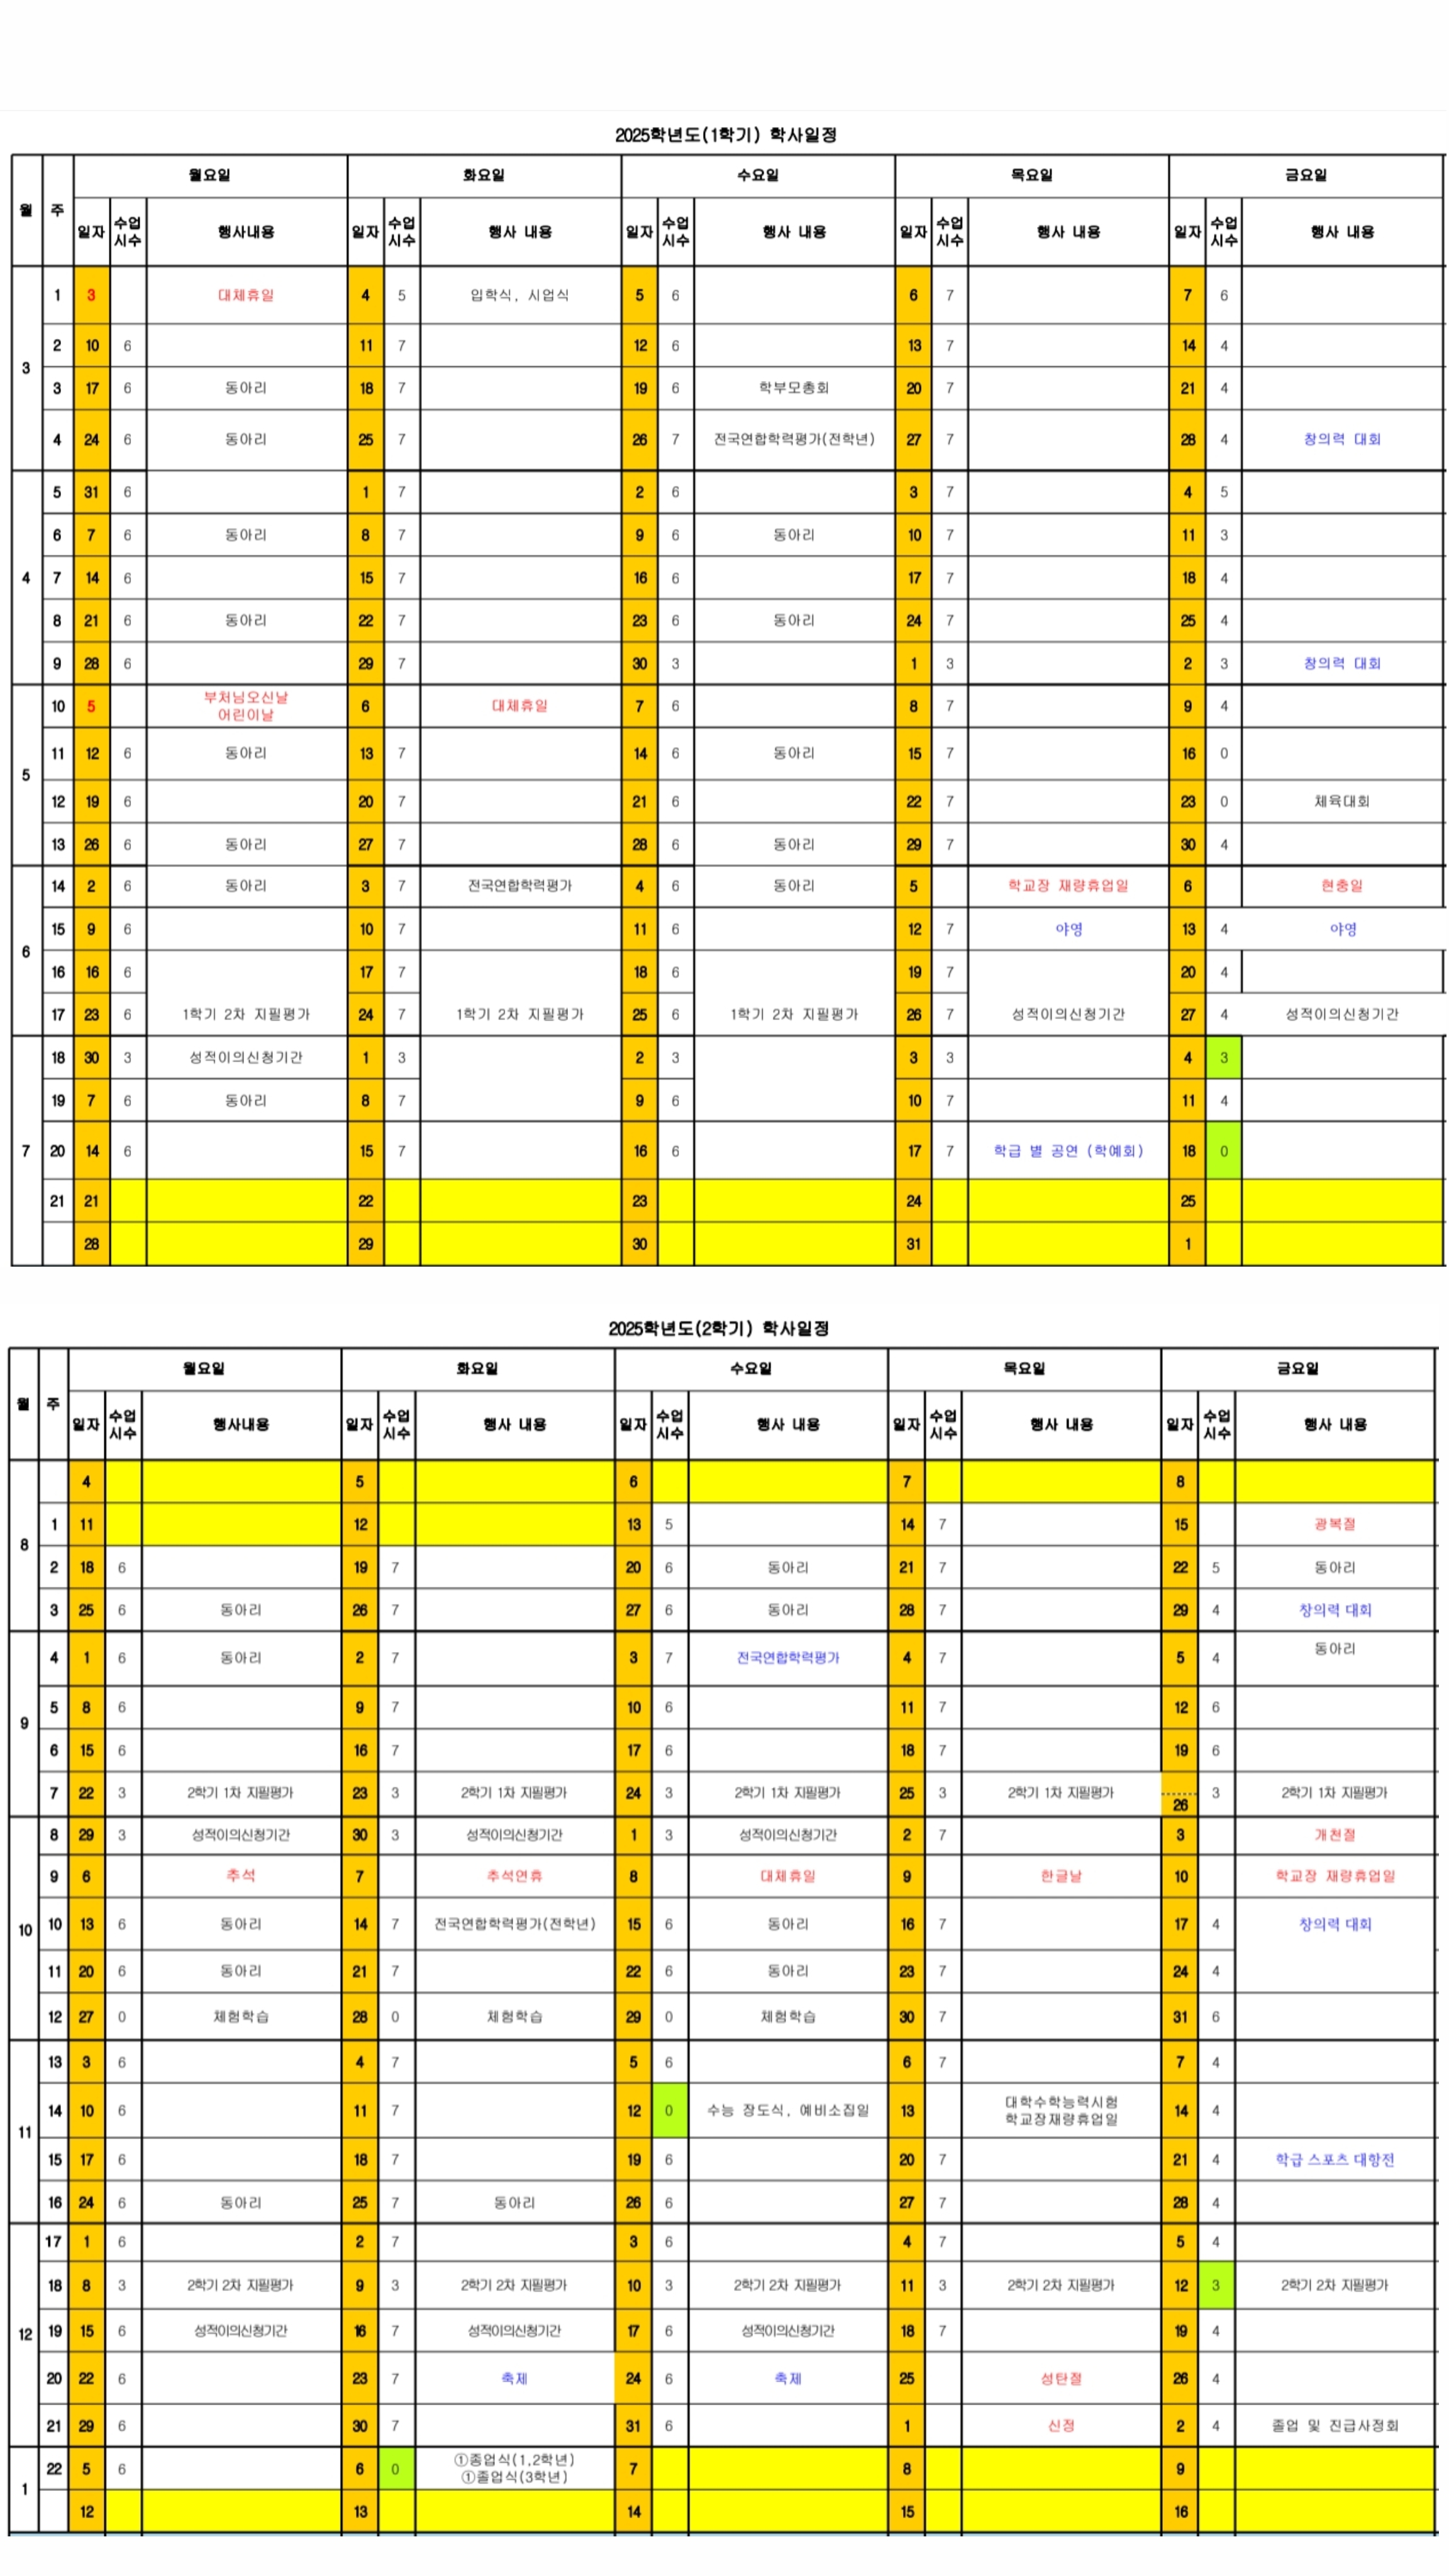 2025학년도(1학기) 학사일정
월 주 월요일 화요일 수요일 목요일 금요일
일자 수업시수 행사내용 일자 수업시수 행사 내용 일자 수업시수 행사 내용 일자 수업시수 행사 내용 일자 수업시수 행사 내용
3 1 3 대체휴일 4 5 입학식, 시업식 5 6 6 7 7 6
2 10 6 11 7 12 6 13 7 14 4
3 17 6 동아리 18 7 19 6 학부모총회 20 7 21 4
4 24 6 동아리 25 7 26 7 전국연합학력평가(전학년) 27 7 28 4 창의력 대회
4 5 31 6 1 7 2 6 3 7 4 5
6 7 6 동아리 8 7 9 6 동아리 10 7 11 3
7 14 6 15 7 16 6 17 7 18 4
8 21 6 동아리 22 7 23 6 동아리 24 7 25 4
9 28 6 29 7 30 3 1 3 2 3 창의력 대회
5 10 5 부처님오신날 어린이날 6 대체휴일 7 6 8 7 9 4
11 12 6 동아리 13 7 14 6 동아리 15 7 16 0
12 19 6 20 7 21 6 22 7 23 0 체육대회
13 26 6 동아리 27 7 28 6 동아리 29 7 30 4
6 14 2 6 동아리 3 7 전국연합학력평가 4 6 동아리 5 학교장 재량휴업일 6 현충일
15 9 6 10 7 11 6 12 7 야영 13 4 야영
16 16 6 17 7 18 6 19 7 20 4
17 23 6 1학기 2차 지필평가 24 7 1학기 2차 지필평가 25 6 1학기 2차 지필평가 26 7 성적이의신청기간 27 4 성적이의신청기간
7 18 30 3 성적이의신청기간 1 3 2 3 3 3 4 3
19 7 6 동아리 8 7 9 6 10 7 11 4
20 14 6 15 7 16 6 17 7 학급 별 공연 (학예회) 18 0
21 21 22 23 24 25
28 29 30 31 1
2025학년도(2학기) 학사일정
월 주 월요일 화요일 수요일 목요일 금요일
일자 수업시수 행사내용 일자 수업시수 행사 내용 일자 수업시수 행사 내용 일자 수업시수 행사 내용 일자 수업시수 행사 내용
8 4 5 6 7 8
1 11 12 13 5 14 7 15 광복절
2 18 6 19 7 20 6 동아리 21 7 22 5 동아리
3 25 6 동아리 26 7 27 6 동아리 28 7 29 4 창의력 대회
9 4 1 6 동아리 2 7 3 7 전국연합학력평가 4 7 5 4 동아리
5 8 6 9 7 10 6 11 7 12 6
6 15 6 16 7 17 6 18 7 19 6
7 22 3 2학기 1차 지필평가 23 3 2학기 1차 지필평가 24 3 2학기 1차 지필평가 25 3 2학기 1차 지필평가 26 3 2학기 1차 지필평가
10 8 29 3 성적이의신청기간 30 3 성적이의신청기간 1 3 성적이의신청기간 2 7 3 개천절
9 6 추석 7 추석연휴 8 대체휴일 9 한글날 10 학교장 재량휴업일
10 13 6 동아리 14 7 전국연합학력평가(전학년) 15 6 동아리 16 7 17 4 창의력 대회
11 20 6 동아리 21 7 22 6 동아리 23 7 24 4
12 27 0 체험학습 28 0 체험학습 29 0 체험학습 30 7 31 6
11 13 3 6 4 7 5 6 6 7 7 4
14 10 6 11 7 12 0 수능 장도식, 예비소집일 13 대학수학능력시험 학교장재량휴업일 14 4
15 17 6 18 7 19 6 20 7 21 4 학급 스포츠 대항전
16 24 6 동아리 25 7 동아리 26 6 27 7 28 4
12 17 1 6 2 7 3 6 4 7 5 4
18 8 3 2학기 2차 지필평가 9 3 2학기 2차 지필평가 10 3 2학기 2차 지필평가 11 3 2학기 2차 지필평가 12 3 2학기 2차 지필평가
19 15 6 성적이의신청기간 16 7 성적이의신청기간 17 6 성적이의신청기간 18 7 19 4
20 22 6 23 7 축제 24 6 축제 25 성탄절 26 4
21 29 6 30 7 31 6 1 신정 2 4 졸업 및 진급사정회
1 22 5 6 6 0 ①종업식(1,2학년) ①졸업식(3학년) 7 8 9
12 13 14 15 16